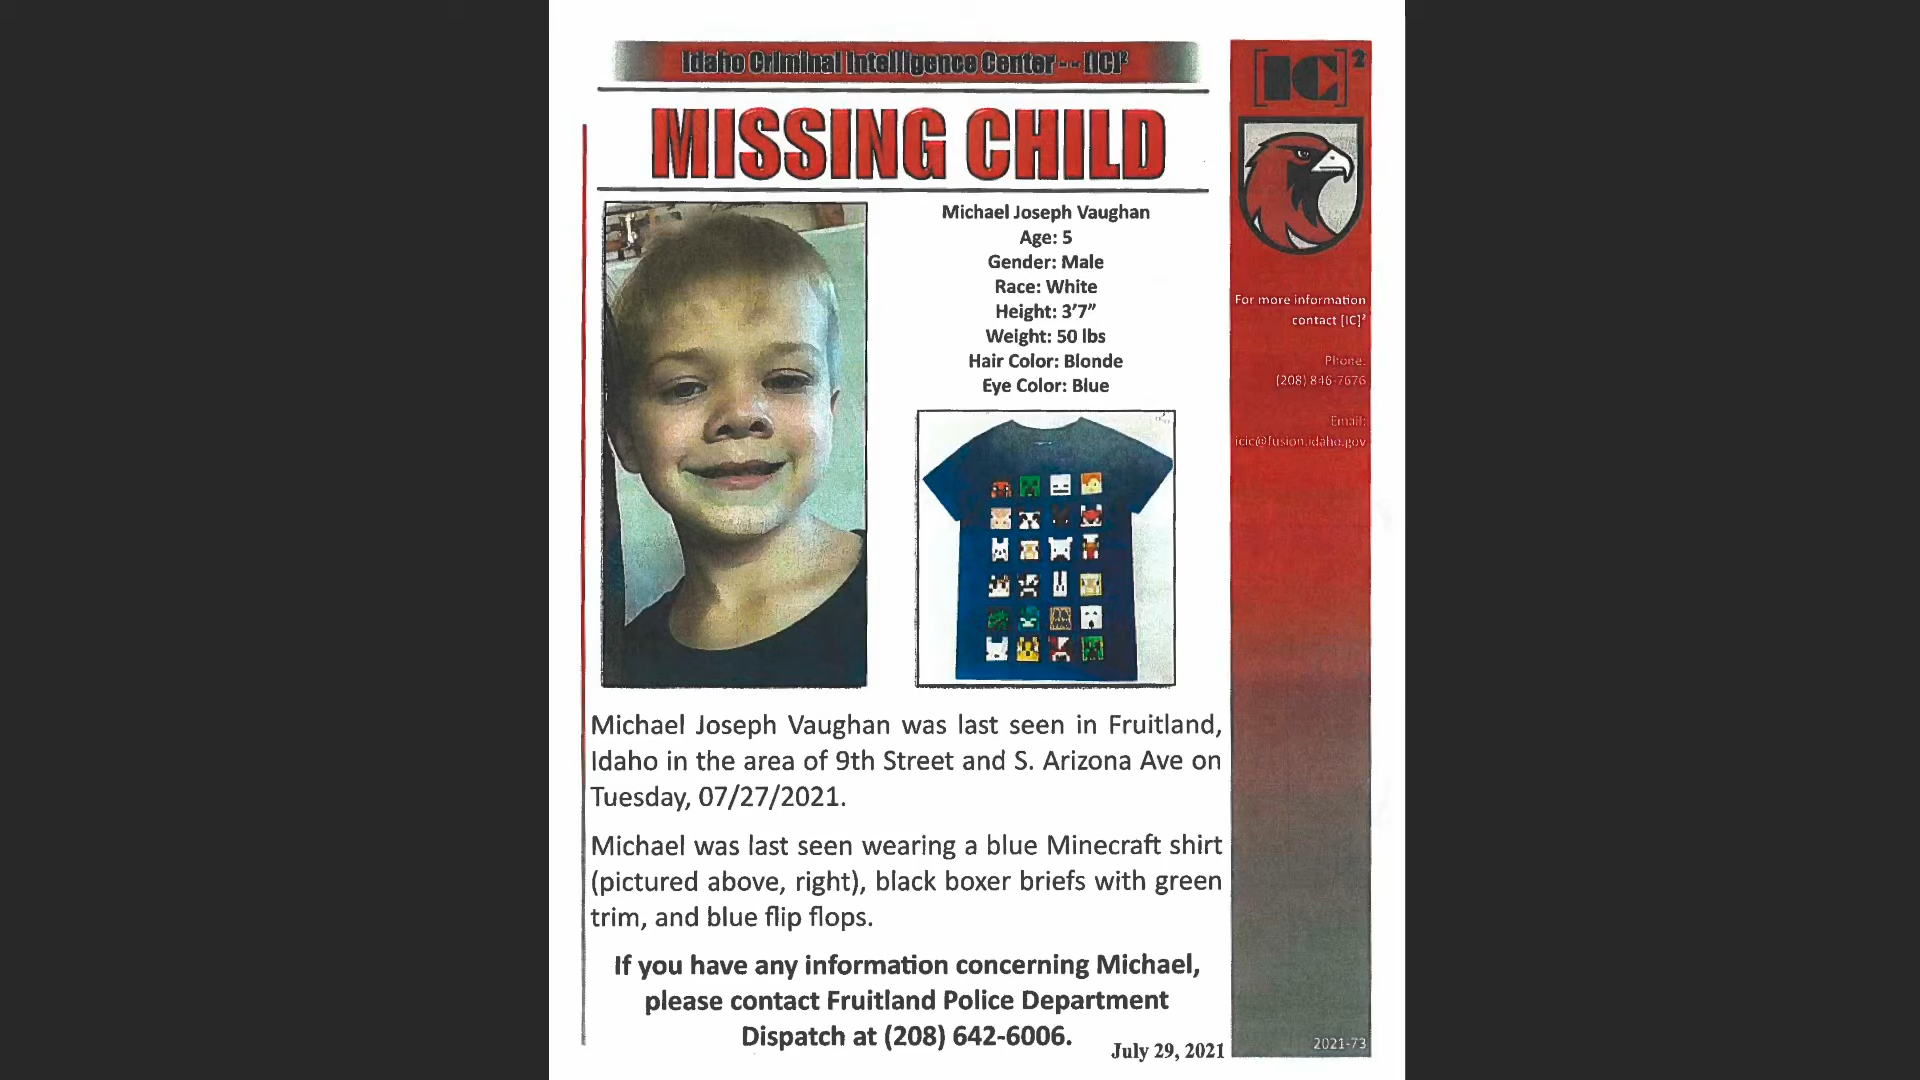 Idaho Criminal Intelligence Center - - [IC]²
MISSING CHILD
Michael Joseph Vaughan
Age: 5
Gender: Male
Race: White
Height: 3’7”
Weight: 50 lbs
Hair Color: Blonde
Eye Color: Blue
Michael Joseph Vaughan was last seen in Fruitland,
Idaho in the area of 9th Street and S. Arizona Ave on
Tuesday, 07/27/2021.
Michael was last seen wearing a blue Minecraft shirt
(pictured above, right), black boxer briefs with green
trim, and blue flip flops.
If you have any information concerning Michael,
please contact Fruitland Police Department
Dispatch at (208) 642-6006.
July 29, 2021
[IC]²
For more information
contact [IC]²
Phone:
(208) 846-7676
Email:
icic@fusion.idaho.gov
2021-73